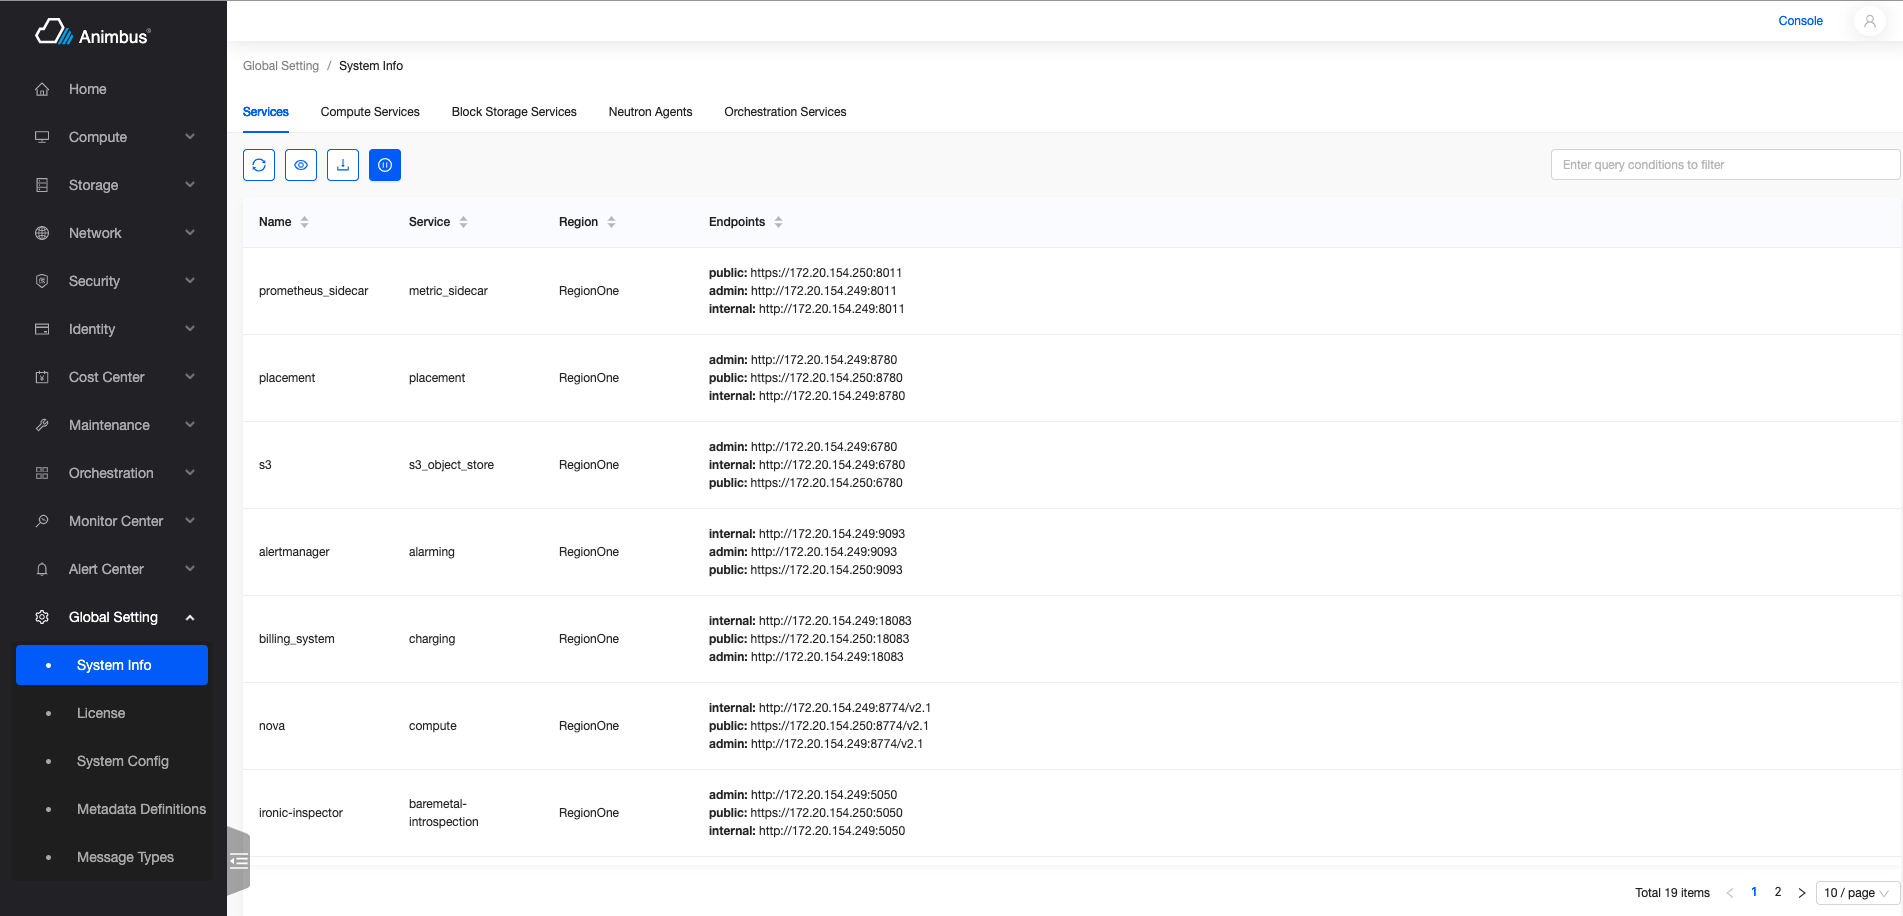 Animbus®
Home
Compute
Storage
Network
Security
Identity
Cost Center
Maintenance
Orchestration
Monitor Center
Alert Center
Global Setting
System Info
License
System Config
Metadata Definitions
Message Types
Console
Global Setting / System Info
Services Compute Services Block Storage Services Neutron Agents Orchestration Services
Enter query conditions to filter
Name Service Region Endpoints
prometheus_sidecar metric_sidecar RegionOne
public: https://172.20.154.250:8011
admin: http://172.20.154.249:8011
internal: http://172.20.154.249:8011
placement placement RegionOne
admin: http://172.20.154.249:8780
public: https://172.20.154.250:8780
internal: http://172.20.154.249:8780
s3 s3_object_store RegionOne
admin: http://172.20.154.249:6780
internal: http://172.20.154.249:6780
public: https://172.20.154.250:6780
alertmanager alarming RegionOne
internal: http://172.20.154.249:9093
admin: http://172.20.154.249:9093
public: https://172.20.154.250:9093
billing_system charging RegionOne
internal: http://172.20.154.249:18083
public: https://172.20.154.250:18083
admin: http://172.20.154.249:18083
nova compute RegionOne
internal: http://172.20.154.249:8774/v2.1
public: https://172.20.154.250:8774/v2.1
admin: http://172.20.154.249:8774/v2.1
ironic-inspector
baremetal-
introspection
RegionOne
admin: http://172.20.154.249:5050
public: https://172.20.154.250:5050
internal: http://172.20.154.249:5050
Total 19 items 1 2 10 / page